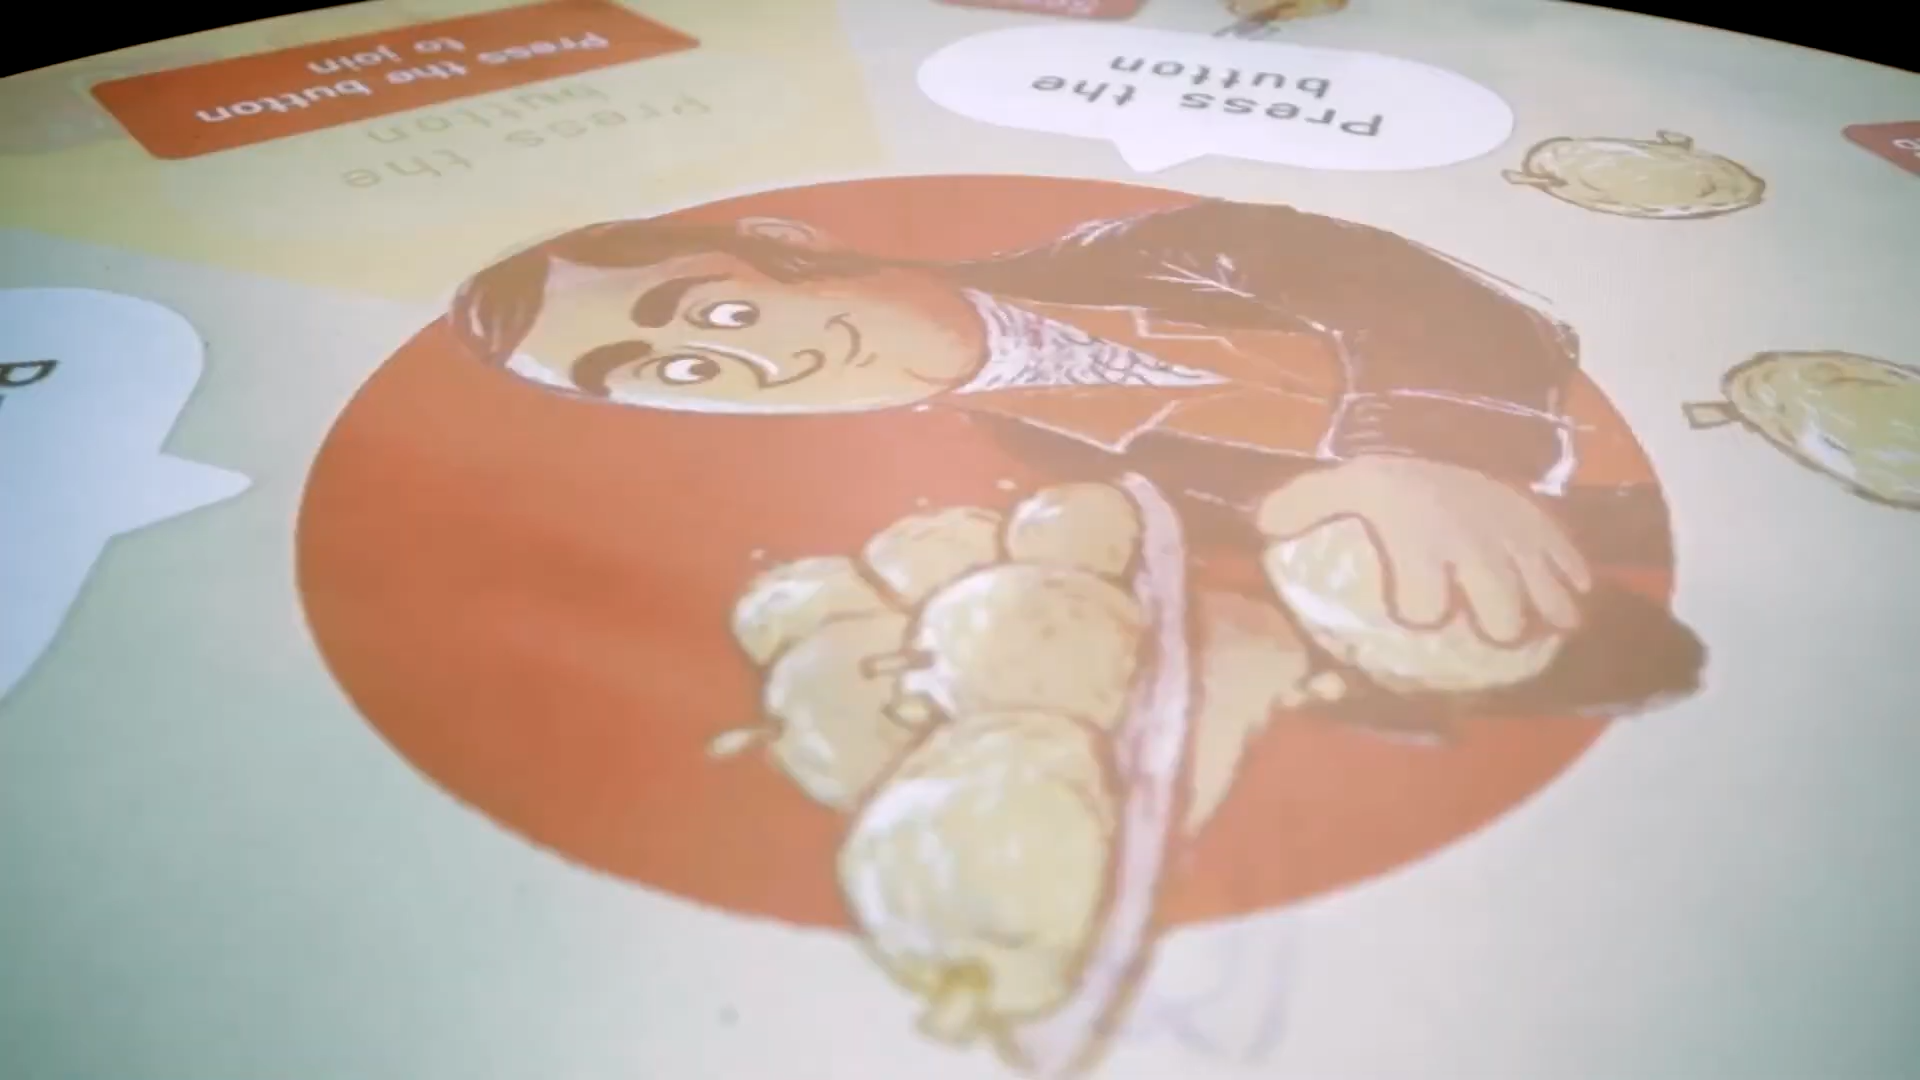 Press the button
to join
Press the
button
Press the
button